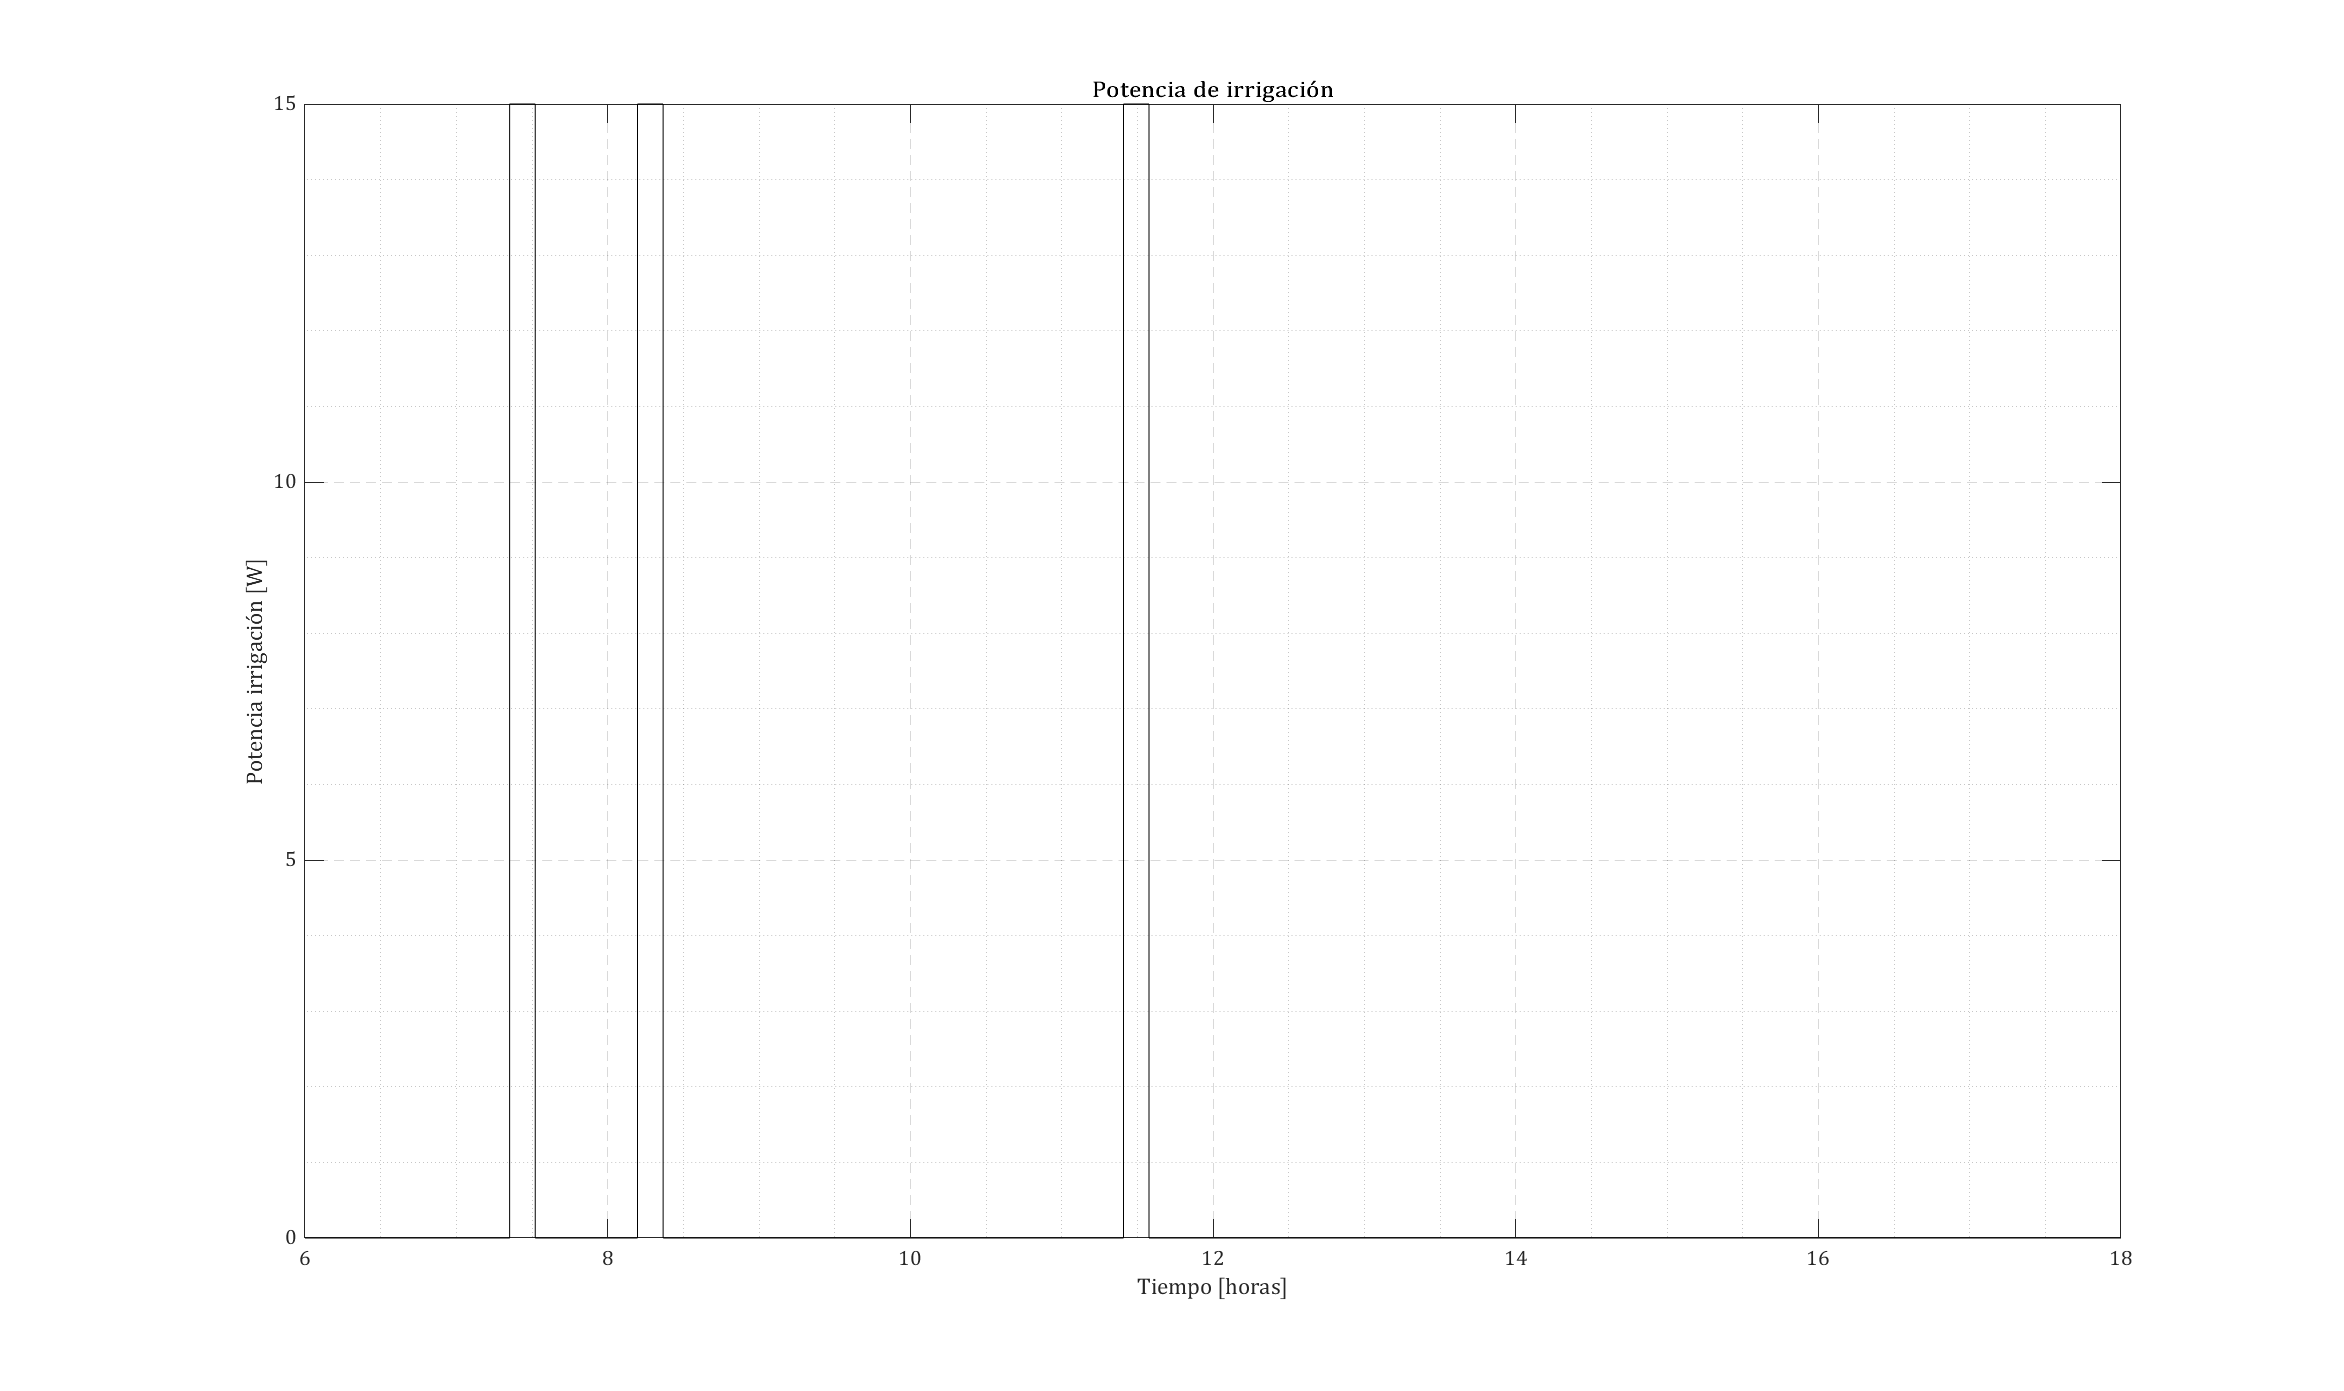 Potencia de irrigación
15
10
5
0
Potencia irrigación [W]
6 8 10 12 14 16 18
Tiempo [horas]